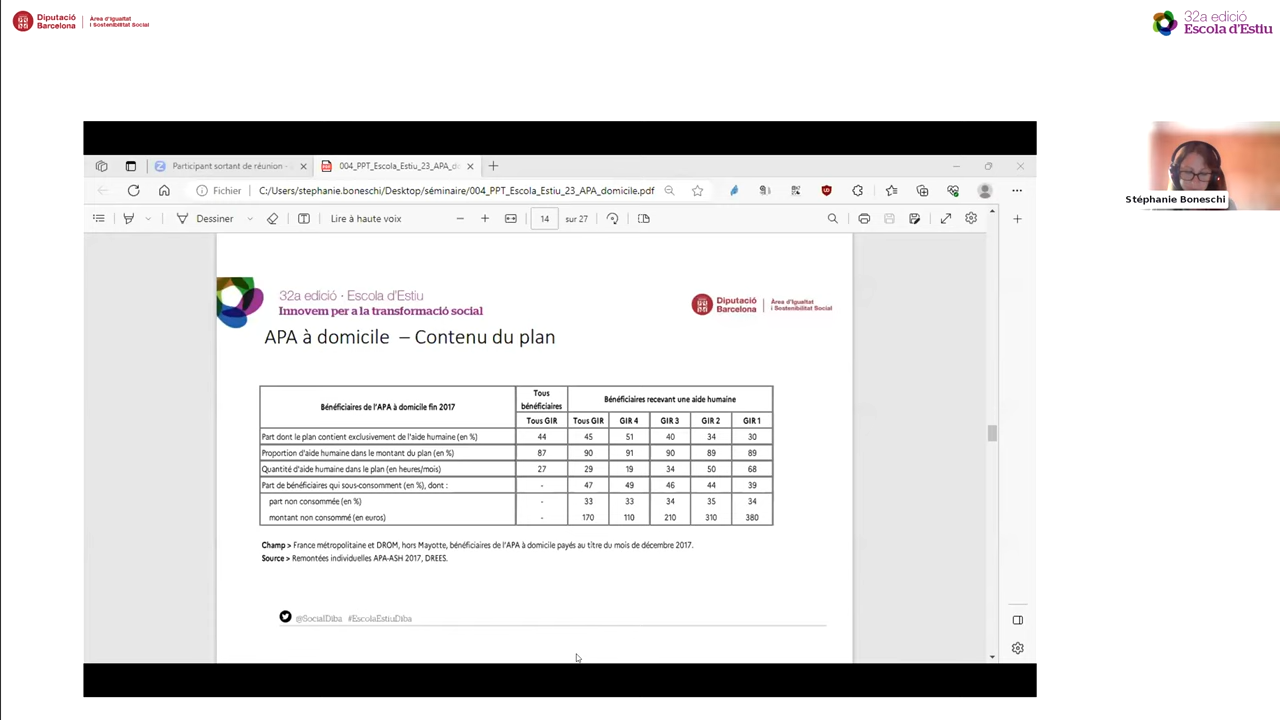 Diputació
Barcelona
Àrea d'Igualtat
i Sostenibilitat Social
32a edició
Escola d'Estiu
Participant sortant de réunion -
004_PPT_Escola_Estiu_23_APA_do
Fichier
C:/Users/stephanie.boneschi/Desktop/séminaire/004_PPT_Escola_Estiu_23_APA_domicile.pdf
Dessiner
Lire à haute voix
14 sur 27
Stéphanie Boneschi
32a edició · Escola d'Estiu
Innovem per a la transformació social
Diputació
Barcelona
Àrea d'Igualtat
i Sostenibilitat Social
APA à domicile – Contenu du plan
Bénéficiaires de l'APA à domicile fin 2017
Tous
bénéficiaires
Bénéficiaires recevant une aide humaine
Tous GIR Tous GIR GIR 4 GIR 3 GIR 2 GIR 1
Part dont le plan contient exclusivement de l'aide humaine (en %) 44 45 51 40 34 30
Proportion d'aide humaine dans le montant du plan (en %) 87 90 91 90 89 89
Quantité d'aide humaine dans le plan (en heures/mois) 27 29 19 34 50 68
Part de bénéficiaires qui sous-consomment (en %), dont : - 47 49 46 44 39
part non consommée (en %) - 33 33 34 35 34
montant non consommé (en euros) - 170 110 210 310 380
Champ > France métropolitaine et DROM, hors Mayotte, bénéficiaires de l'APA à domicile payés au titre du mois de décembre 2017.
Source > Remontées individuelles APA-ASH 2017, DREES.
@SocialDiba #EscolaEstiuDiba